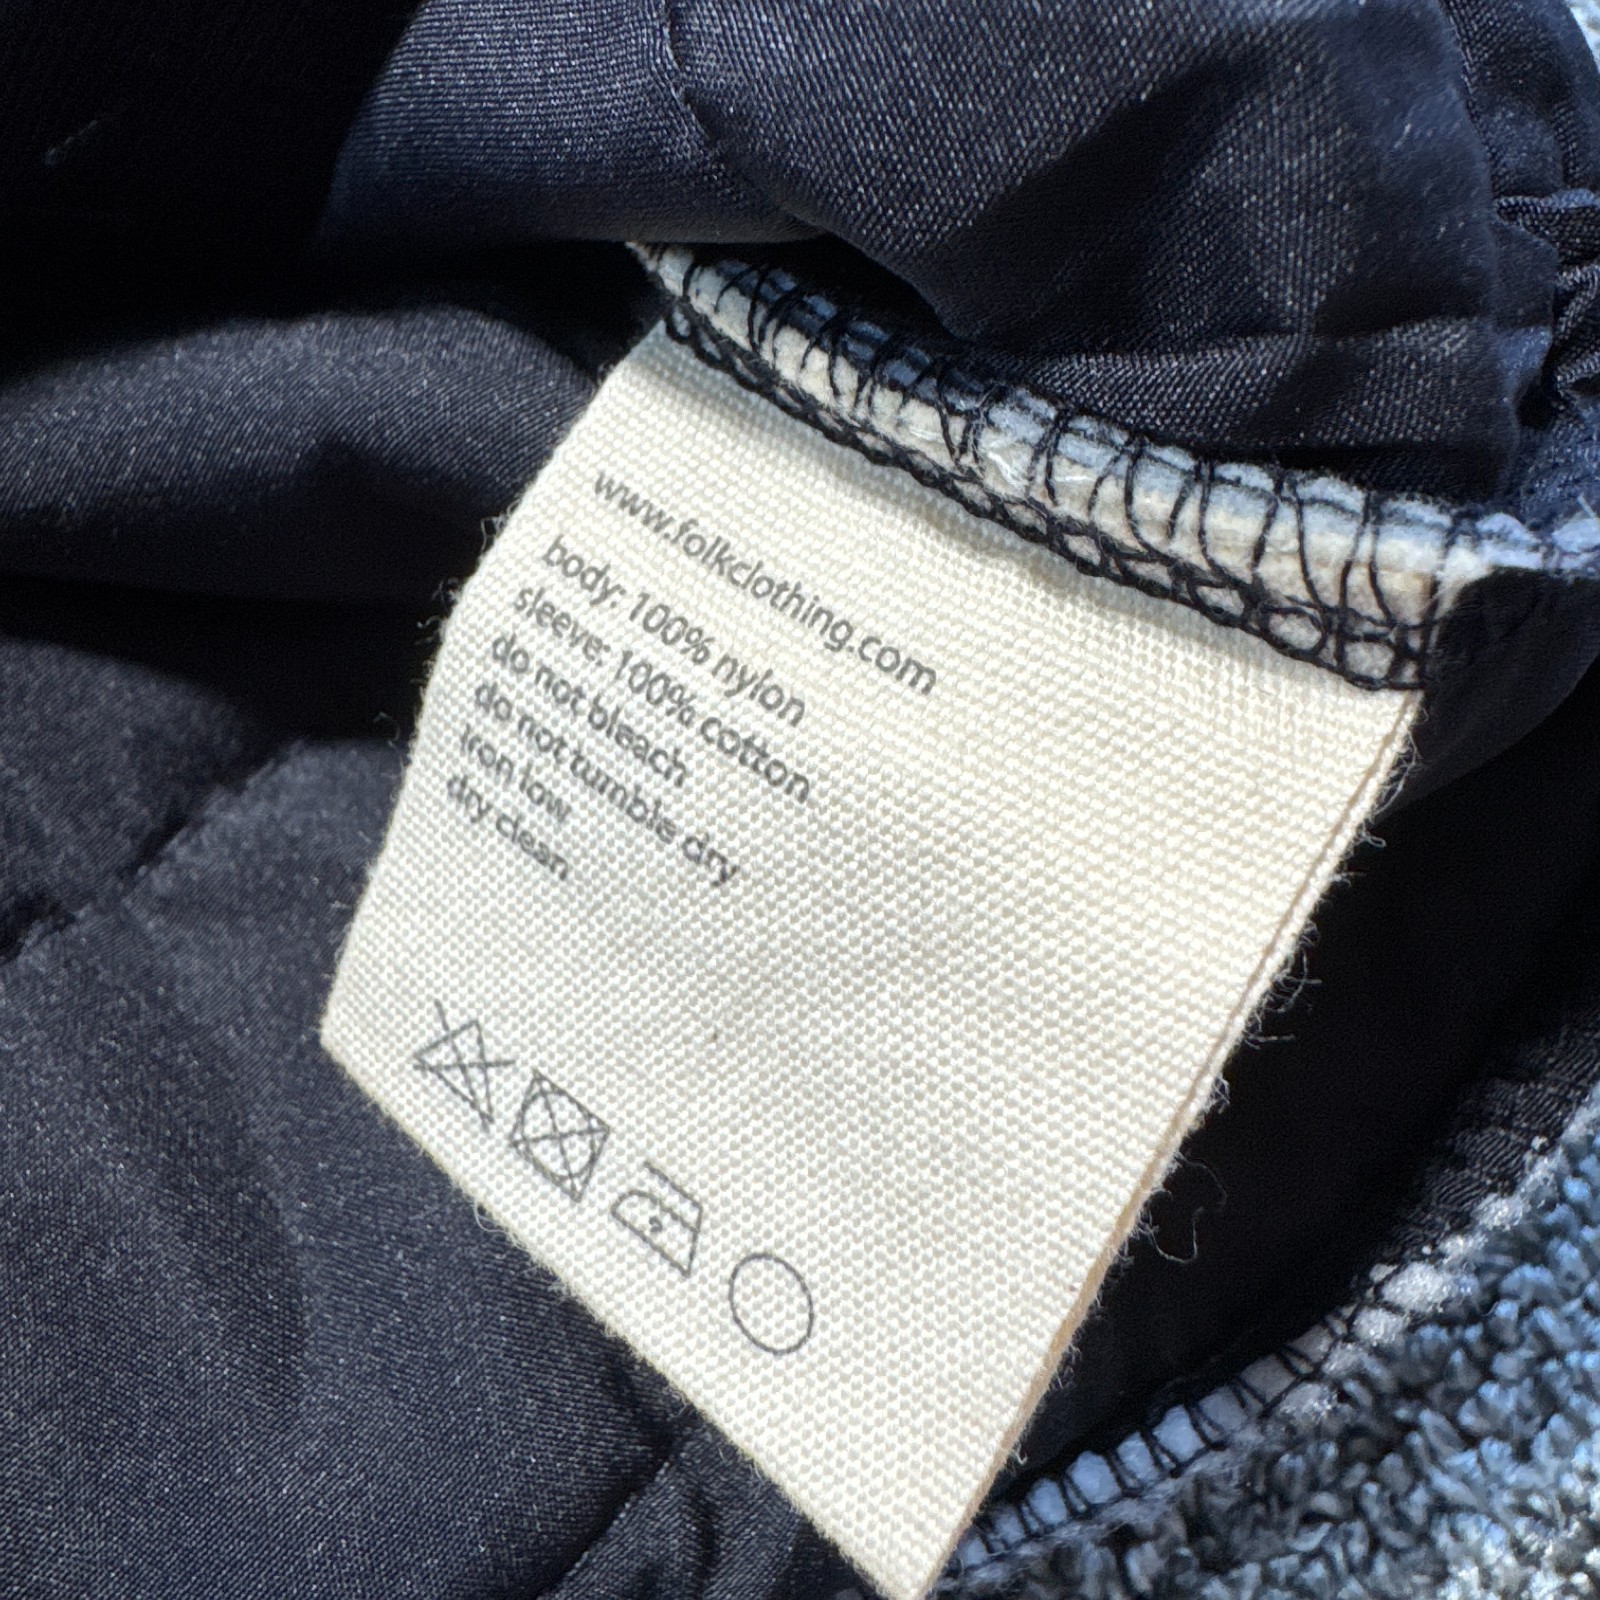 www.folkclothing.com
body: 100% nylon
sleeve: 100% cotton
do not bleach
do not tumble dry
iron low
dry clean